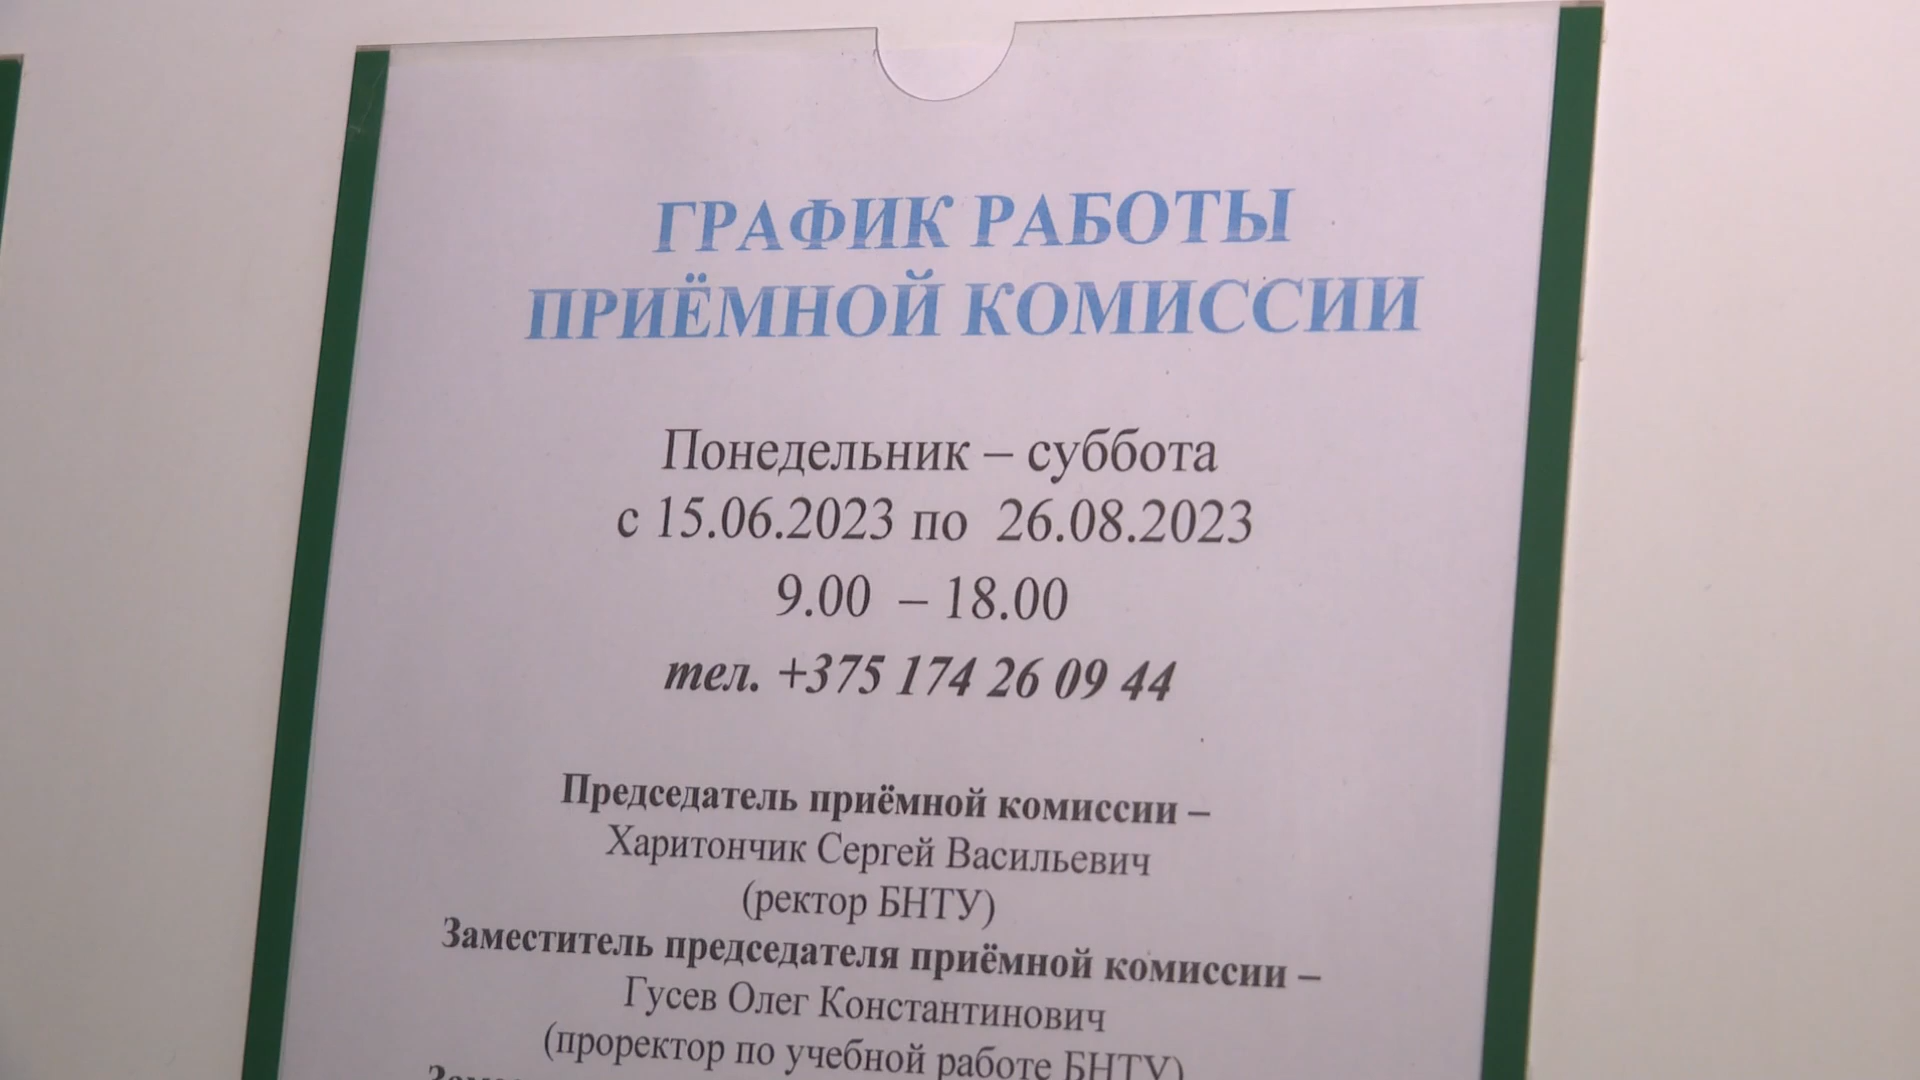 ГРАФИК РАБОТЫ
ПРИЁМНОЙ КОМИССИИ
Понедельник – суббота
с 15.06.2023 по 26.08.2023
9.00 – 18.00
тел. +375 174 26 09 44
Председатель приёмной комиссии –
Харитончик Сергей Васильевич
(ректор БНТУ)
Заместитель председателя приёмной комиссии –
Гусев Олег Константинович
(проректор по учебной работе БНТУ)